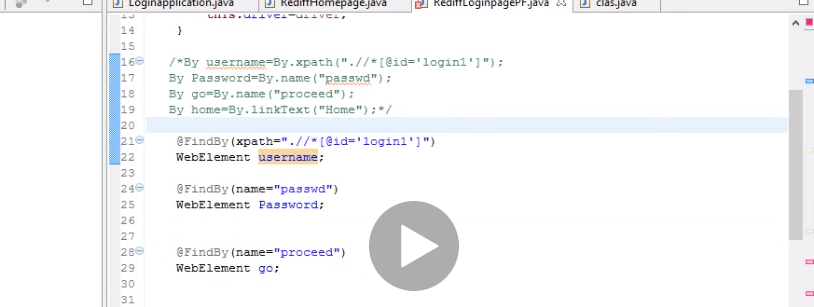 Loginapplication.java RediffHomepage.java RediffLoginpagePF.java clas.java
13 this.driver=driver;
14 }
15
16 /*By username=By.xpath(".//*[@id='login1']");
17 By Password=By.name("passwd");
18 By go=By.name("proceed");
19 By home=By.linkText("Home");*/
20
21 @FindBy(xpath=".//*[@id='login1']")
22 WebElement username;
23
24 @FindBy(name="passwd")
25 WebElement Password;
26
27
28 @FindBy(name="proceed")
29 WebElement go;
30
31